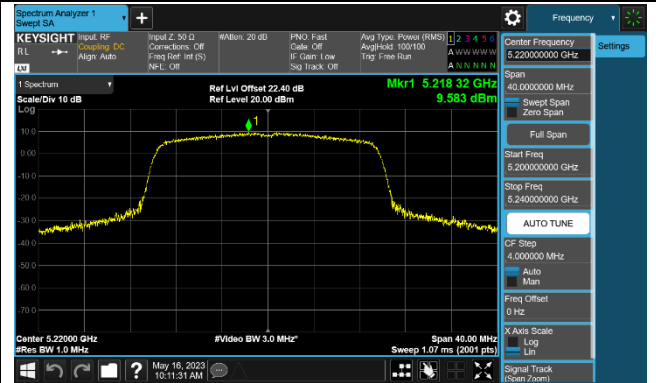 Spectrum Analyzer 1
Swept SA
Frequency
KEYSIGHT
RL
LXI
Input: RF
Coupling: DC
Align: Auto
Input Z: 50 Ω
Corrections: Off
Freq Ref: Int (S)
NFE: Off
#Atten: 20 dB
PNO: Fast
Gate: Off
IF Gain: Low
Sig Track: Off
Avg Type: Power (RMS)
Avg|Hold: 100/100
Trig: Free Run
1 2 3 4 5 6
A W W W W W
A N N N N N
Settings
1 Spectrum
Scale/Div 10 dB
Log
Ref Lvl Offset 22.40 dB
Ref Level 20.00 dBm
Mkr1 5.218 32 GHz
9.583 dBm
1
10.0
0.00
-10.0
-20.0
-30.0
-40.0
-50.0
-60.0
-70.0
Center 5.22000 GHz
#Res BW 1.0 MHz
#Video BW 3.0 MHz*
Span 40.00 MHz
Sweep 1.07 ms (2001 pts)
Center Frequency
5.220000000 GHz
Span
40.0000000 MHz
Swept Span
Zero Span
Full Span
Start Freq
5.200000000 GHz
Stop Freq
5.240000000 GHz
AUTO TUNE
CF Step
4.000000 MHz
Auto
Man
Freq Offset
0 Hz
X Axis Scale
Log
Lin
Signal Track
(Span Zoom)
May 16, 2023
10:11:31 AM